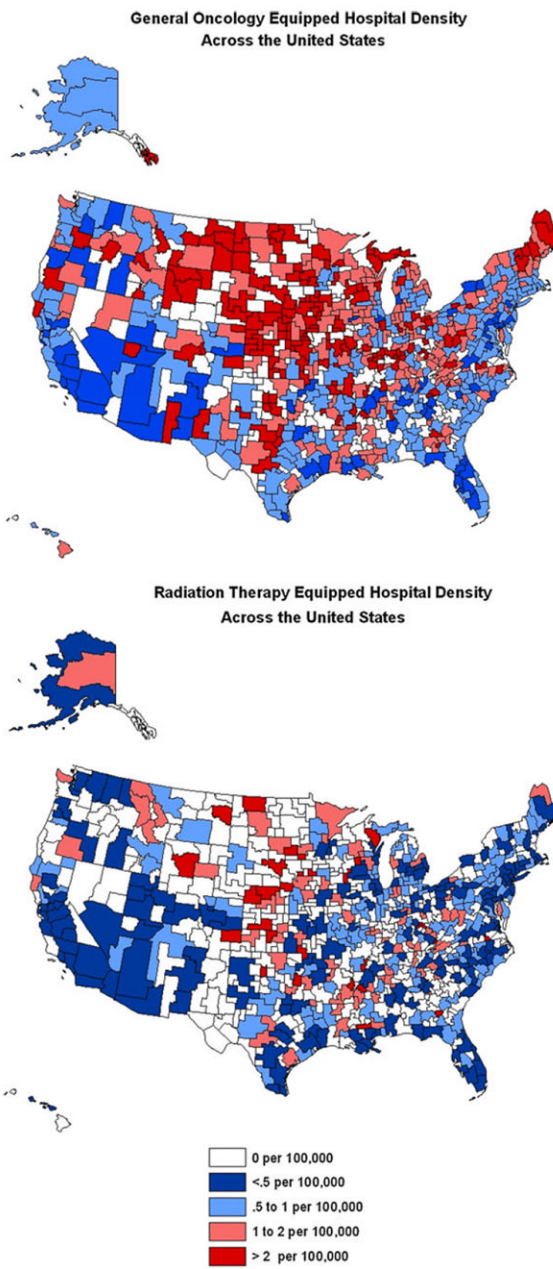 General Oncology Equipped Hospital Density
Across the United States
Radiation Therapy Equipped Hospital Density
Across the United States
0 per 100,000
<.5 per 100,000
.5 to 1 per 100,000
1 to 2 per 100,000
> 2 per 100,000